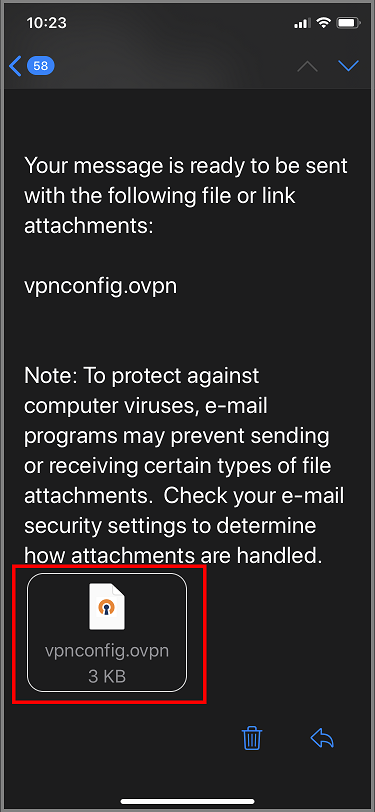 10:23
58
Your message is ready to be sent
with the following file or link
attachments:
vpnconfig.ovpn
Note: To protect against
computer viruses, e-mail
programs may prevent sending
or receiving certain types of file
attachments.  Check your e-mail
security settings to determine
how attachments are handled.
vpnconfig.ovpn
3 KB